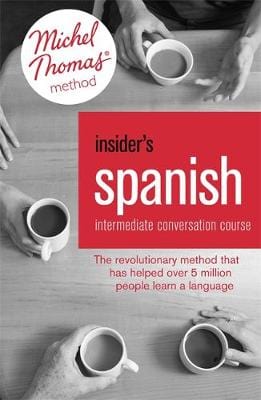 Michel
Thomas®
method
insider's
spanish
intermediate conversation course
The revolutionary method that
has helped over 5 million
people learn a language